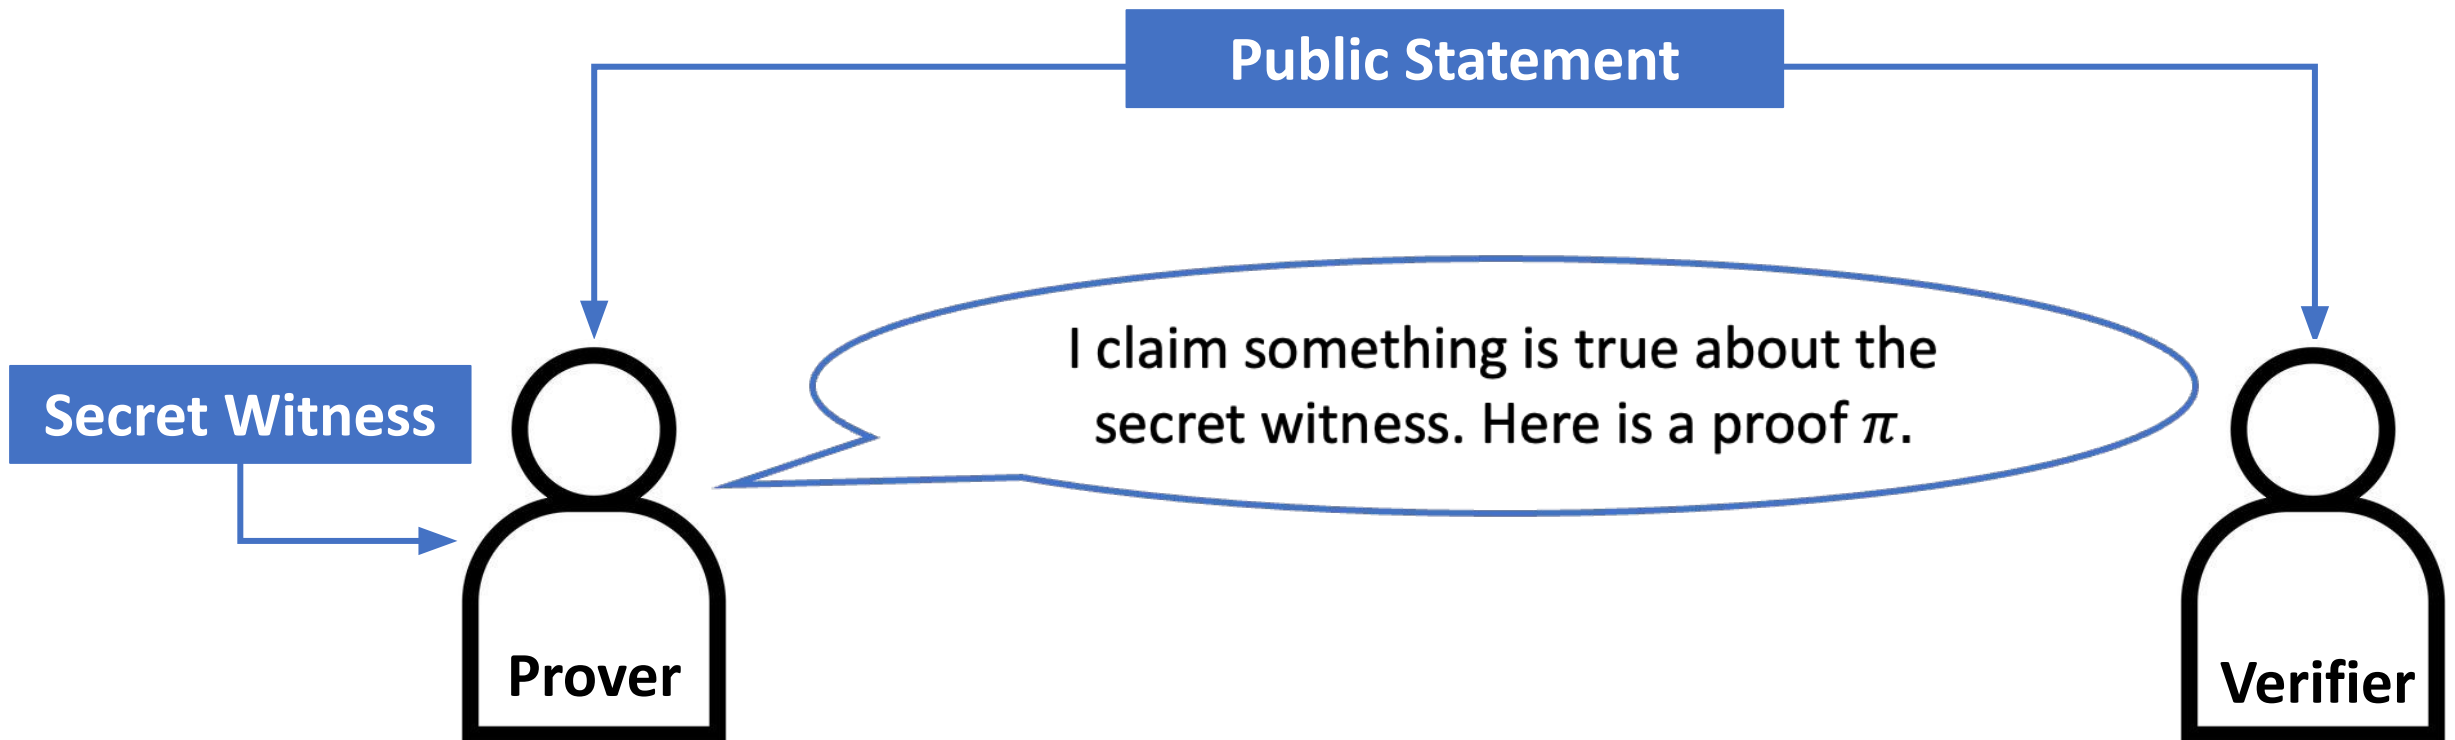 Public Statement
I claim something is true about the
secret witness. Here is a proof π.
Secret Witness
Prover
Verifier